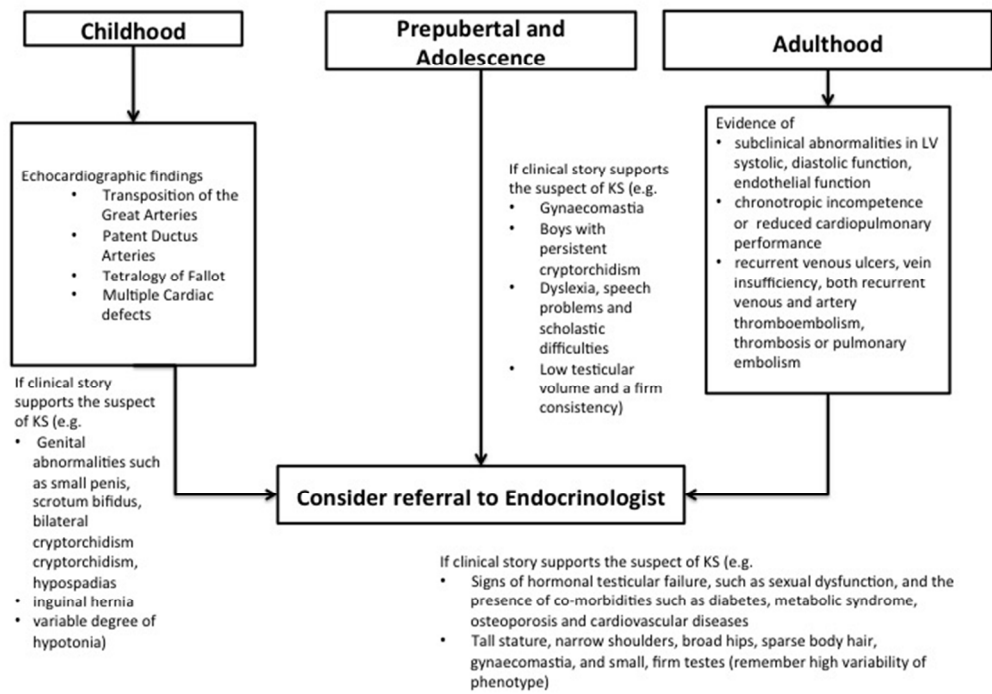 Childhood
Echocardiographic findings
• Transposition of the
Great Arteries
• Patent Ductus
Arteries
• Tetralogy of Fallot
• Multiple Cardiac
defects
If clinical story
supports the suspect
of KS (e.g.
• Genital
abnormalities such
as small penis,
scrotum bifidus,
bilateral
cryptorchidism
cryptorchidism,
hypospadias
• inguinal hernia
• variable degree of
hypotonia)
Prepubertal and
Adolescence
If clinical story supports
the suspect of KS (e.g.
• Gynaecomastia
• Boys with
persistent
cryptorchidism
• Dyslexia, speech
problems and
scholastic
difficulties
• Low testicular
volume and a firm
consistency)
Adulthood
Evidence of
• subclinical abnormalities in LV
systolic, diastolic function,
endothelial function
• chronotropic incompetence
or reduced cardiopulmonary
performance
• recurrent venous ulcers, vein
insufficiency, both recurrent
venous and artery
thromboembolism,
thrombosis or pulmonary
embolism
Consider referral to Endocrinologist
If clinical story supports the suspect of KS (e.g.
• Signs of hormonal testicular failure, such as sexual dysfunction, and the
presence of co-morbidities such as diabetes, metabolic syndrome,
osteoporosis and cardiovascular diseases
• Tall stature, narrow shoulders, broad hips, sparse body hair,
gynaecomastia, and small, firm testes (remember high variability of
phenotype)